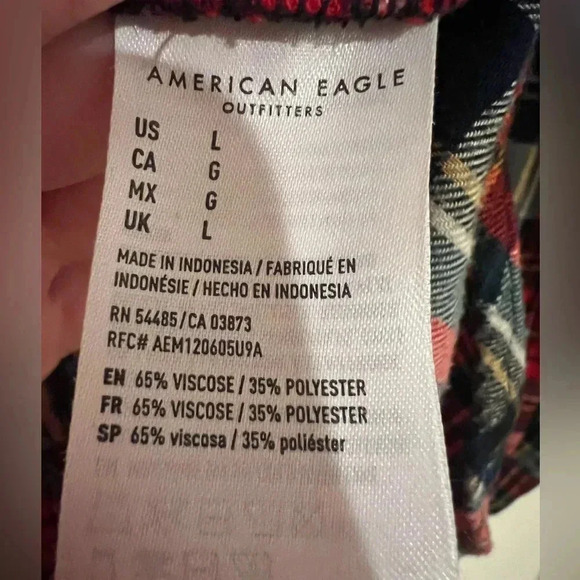 AMERICAN EAGLE
OUTFITTERS
US L
CA G
MX G
UK L
MADE IN INDONESIA / FABRIQUÉ EN
INDONÉSIE / HECHO EN INDONESIA
RN 54485 / CA 03873
RFC# AEM120605U9A
EN 65% VISCOSE / 35% POLYESTER
FR 65% VISCOSE / 35% POLYESTER
SP 65% viscosa / 35% poliéster